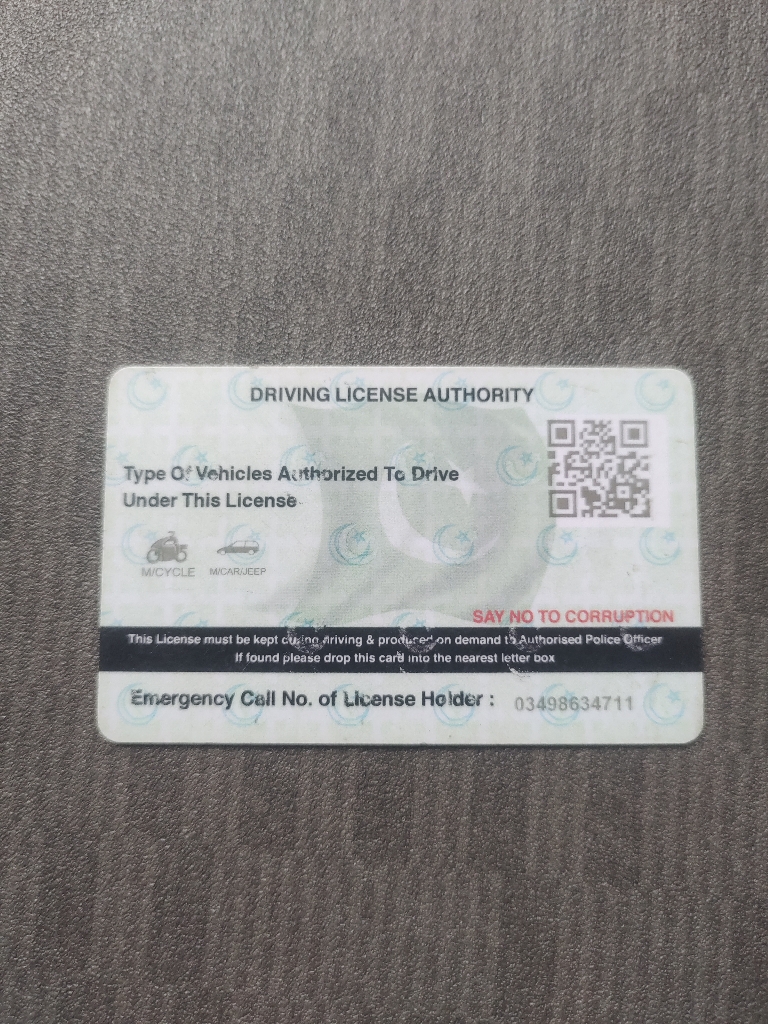 DRIVING LICENSE AUTHORITY
Type Of Vehicles Authorized To Drive
Under This License
M/CYCLE M/CAR/JEEP
SAY NO TO CORRUPTION
This License must be kept during driving & produced on demand to Authorised Police Officer
If found please drop this card into the nearest letter box
Emergency Call No. of License Holder : 03498634711